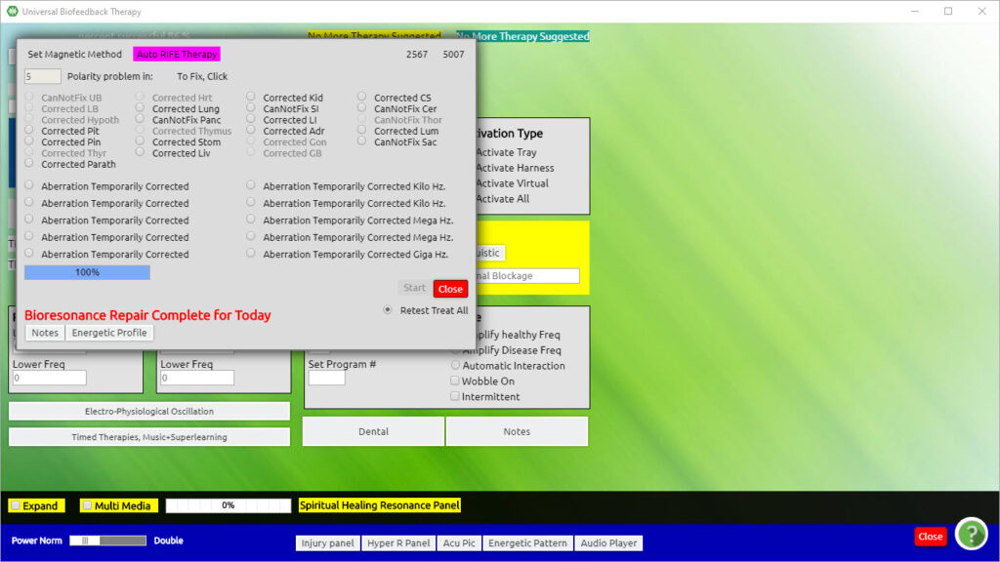 Universal Biofeedback Therapy
percent successful 86 %
No More Therapy Suggested
No More Therapy Suggested
Set Magnetic Method
Auto RIFE Therapy
2567 5007
5 Polarity problem in: To Fix, Click
CanNotFix UB
Corrected LB
Corrected Hypoth
Corrected Pit
Corrected Pin
Corrected Thyr
Corrected Parath
Corrected Hrt
Corrected Lung
CanNotFix Panc
Corrected Thymus
Corrected Stom
Corrected Liv
Corrected Kid
CanNotFix SI
Corrected LI
Corrected Adr
Corrected Gon
Corrected GB
Corrected CS
CanNotFix Cer
CanNotFix Thor
Corrected Lum
CanNotFix Sac
Aberration Temporarily Corrected
Aberration Temporarily Corrected
Aberration Temporarily Corrected
Aberration Temporarily Corrected
Aberration Temporarily Corrected
Aberration Temporarily Corrected Kilo Hz.
Aberration Temporarily Corrected Kilo Hz.
Aberration Temporarily Corrected Mega Hz.
Aberration Temporarily Corrected Mega Hz.
Aberration Temporarily Corrected Giga Hz.
100%
Start
Close
Retest Treat All
Bioresonance Repair Complete for Today
Notes
Energetic Profile
ivation Type
Activate Tray
Activate Harness
Activate Virtual
Activate All
uistic
nal Blockage
plify healthy Freq
Amplify Disease Freq
Automatic Interaction
Wobble On
Intermittent
Lower Freq
0
Lower Freq
0
Set Program #
Electro-Physiological Oscillation
Timed Therapies, Music+Superlearning
Dental
Notes
Expand
Multi Media
0%
Spiritual Healing Resonance Panel
Power Norm
Double
Injury panel
Hyper R Panel
Acu Pic
Energetic Pattern
Audio Player
Close
?